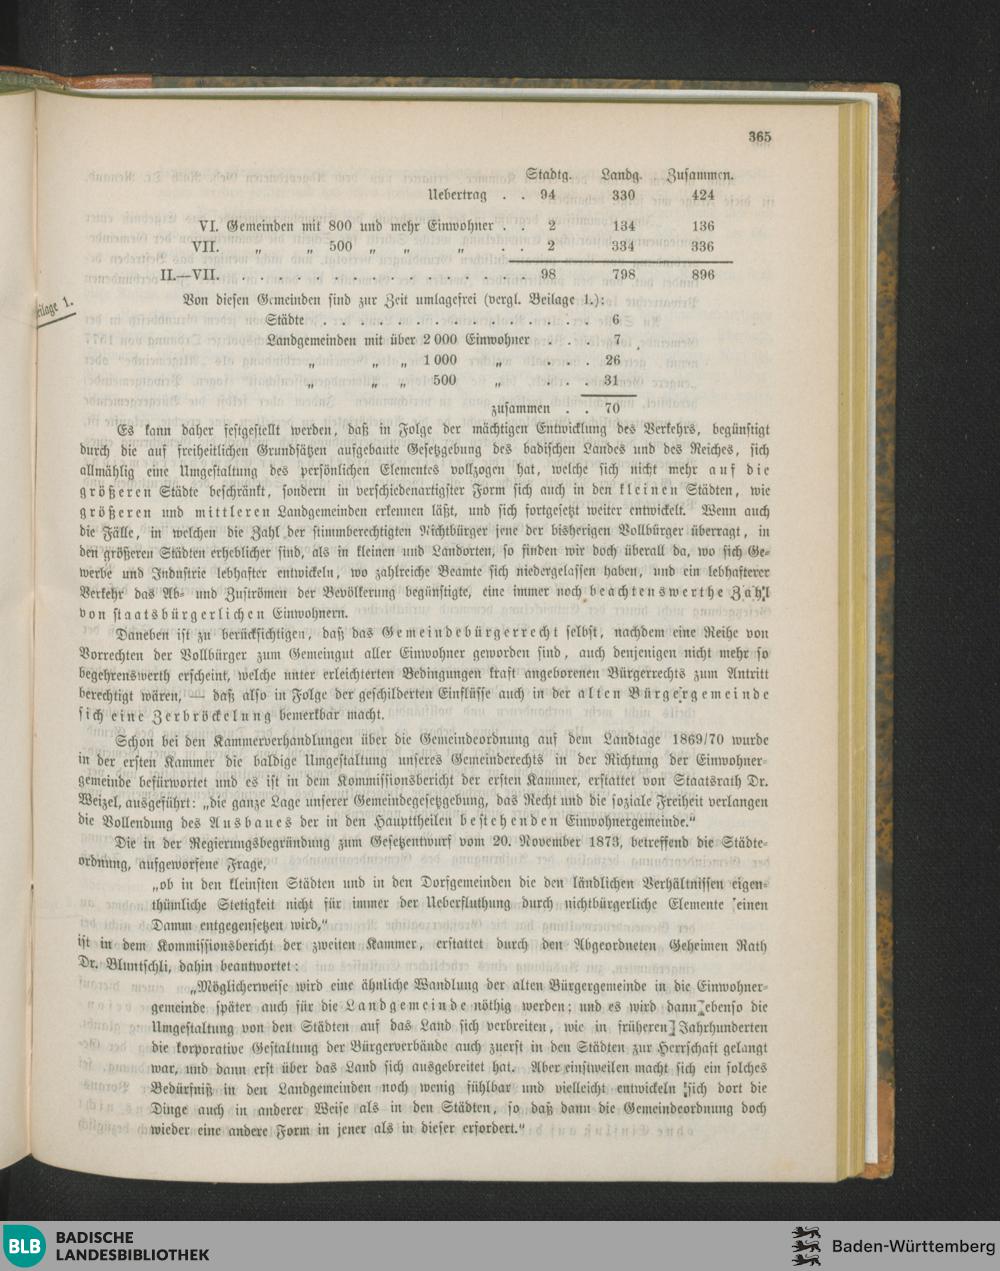 365
Stadtg. Landg. Zusammen.
Uebertrag . . 94 330 424
VI. Gemeinden mit 800 und mehr Einwohner . . 2 134 136
VII. „ „ 500 „ „ „ . . 2 334 336
II.—VII. . . . . . . . . . . . . . . . . 98 798 896
Von diesen Gemeinden sind zur Zeit umlagefrei (vergl. Beilage 1.):
eilage 1.
Städte . . . . . . . . . . . . . . . 6
Landgemeinden mit über 2 000 Einwohner . . . 7
„ „ „ 1 000 „ . . . 26
„ „ „ 500 „ . . . 31
zusammen . . 70
Es kann daher festgestellt werden, daß in Folge der mächtigen Entwicklung des Verkehrs, begünstigt
durch die auf freiheitlichen Grundsätzen aufgebaute Gesetzgebung des badischen Landes und des Reiches, sich
allmählig eine Umgestaltung des persönlichen Elementes vollzogen hat, welche sich nicht mehr auf die
größeren Städte beschränkt, sondern in verschiedenartigster Form sich auch in den kleinen Städten, wie
größeren und mittleren Landgemeinden erkennen läßt, und sich fortgesetzt weiter entwickelt. Wenn auch
die Fälle, in welchen die Zahl der stimmberechtigten Nichtbürger jene der bisherigen Vollbürger überragt, in
den größeren Städten erheblicher sind, als in kleinen und Landorten, so finden wir doch überall da, wo sich Ge-
werbe und Industrie lebhafter entwickeln, wo zahlreiche Beamte sich niedergelassen haben, und ein lebhafterer
Verkehr das Ab- und Zuströmen der Bevölkerung begünstigte, eine immer noch beachtenswerthe Zahl
von staatsbürgerlichen Einwohnern.
Daneben ist zu berücksichtigen, daß das Gemeindebürgerrecht selbst, nachdem eine Reihe von
Vorrechten der Vollbürger zum Gemeingut aller Einwohner geworden sind, auch denjenigen nicht mehr so
begehrenswerth erscheint, welche unter erleichterten Bedingungen kraft angeborenen Bürgerrechts zum Antritt
berechtigt wären, — daß also in Folge der geschilderten Einflüsse auch in der alten Bürgergemeinde
sich eine Zerbröckelung bemerkbar macht.
Schon bei den Kammerverhandlungen über die Gemeindeordnung auf dem Landtage 1869/70 wurde
in der ersten Kammer die baldige Umgestaltung unseres Gemeinderechts in der Richtung der Einwohner-
gemeinde befürwortet und es ist in dem Kommissionsbericht der ersten Kammer, erstattet von Staatsrath Dr.
Weizel, ausgeführt: „die ganze Lage unserer Gemeindegesetzgebung, das Recht und die soziale Freiheit verlangen
die Vollendung des Ausbaues der in den Haupttheilen bestehenden Einwohnergemeinde.“
Die in der Regierungsbegründung zum Gesetzentwurf vom 20. November 1873, betreffend die Städte-
ordnung, aufgeworfene Frage,
„ob in den kleinsten Städten und in den Dorfgemeinden die den ländlichen Verhältnissen eigen-
thümliche Stetigkeit nicht für immer der Ueberfluthung durch nichtbürgerliche Elemente einen
Damm entgegensetzen wird,“
ist in dem Kommissionsbericht der zweiten Kammer, erstattet durch den Abgeordneten Geheimen Rath
Dr. Bluntschli, dahin beantwortet:
„Möglicherweise wird eine ähnliche Wandlung der alten Bürgergemeinde in die Einwohner-
gemeinde später auch für die Landgemeinde nöthig werden; und es wird dann ebenso die
Umgestaltung von den Städten auf das Land sich verbreiten, wie in früheren Jahrhunderten
die korporative Gestaltung der Bürgerverbände auch zuerst in den Städten zur Herrschaft gelangt
war, und dann erst über das Land sich ausgebreitet hat. Aber einstweilen macht sich ein solches
Bedürfniß in den Landgemeinden noch wenig fühlbar und vielleicht entwickeln sich dort die
Dinge auch in anderer Weise als in den Städten, so daß dann die Gemeindeordnung doch
wieder eine andere Form in jener als in dieser erfordert.“
BLB BADISCHE
LANDESBIBLIOTHEK
Baden-Württemberg